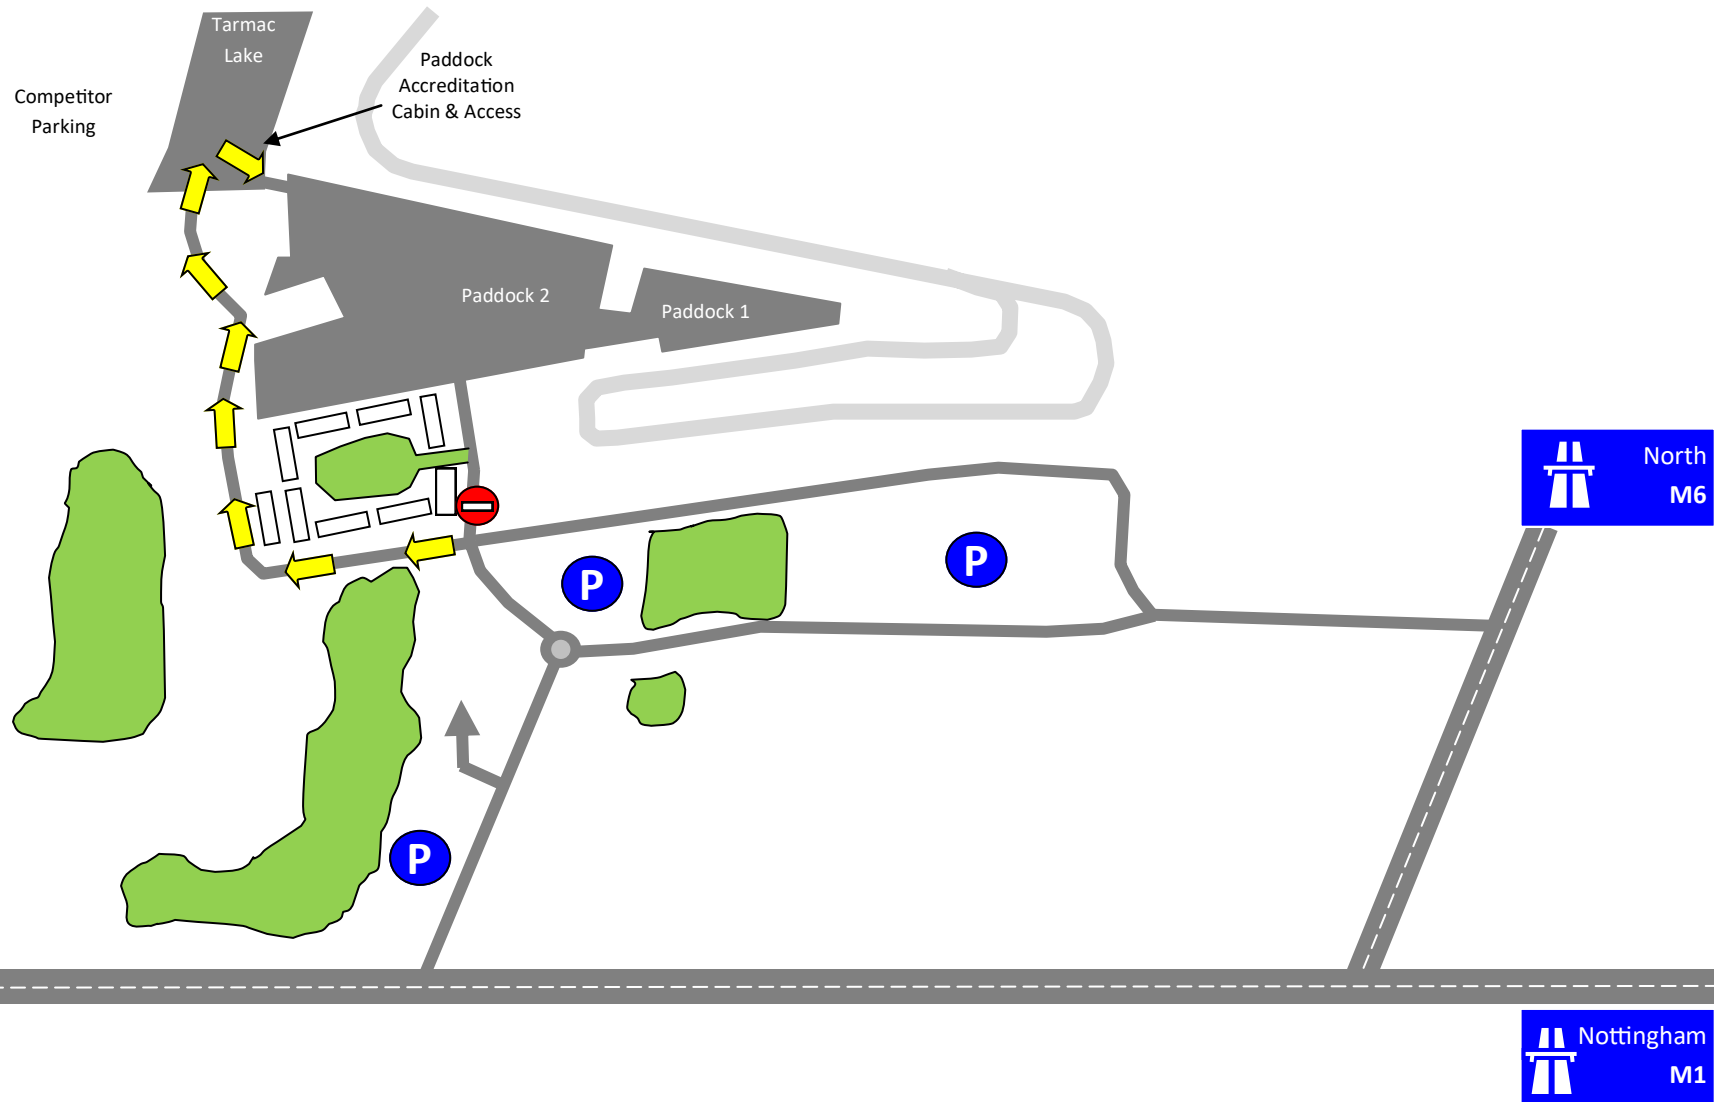 Tarmac
Lake
Paddock
Accreditation
Cabin & Access
Competitor
Parking
Paddock 2
Paddock 1
North
M6
P
P
P
Nottingham
M1